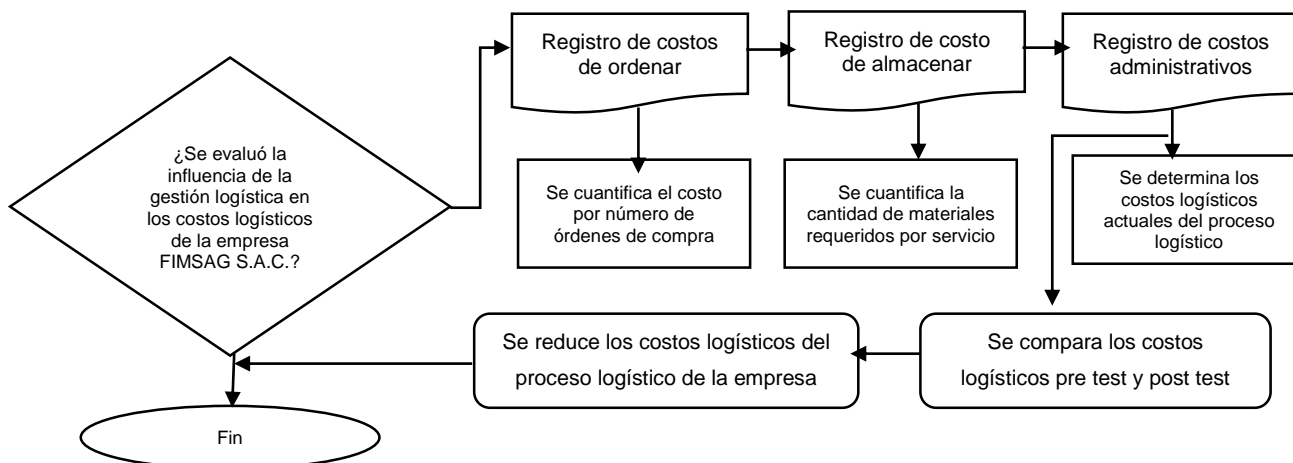 ¿Se evaluó la
influencia de la
gestión logística en
los costos logísticos
de la empresa
FIMSAG S.A.C.?
Registro de costos
de ordenar
Registro de costo
de almacenar
Registro de costos
administrativos
Se cuantifica el costo
por número de
órdenes de compra
Se cuantifica la
cantidad de materiales
requeridos por servicio
Se determina los
costos logísticos
actuales del proceso
logístico
Se compara los costos
logísticos pre test y post test
Se reduce los costos logísticos del
proceso logístico de la empresa
Fin